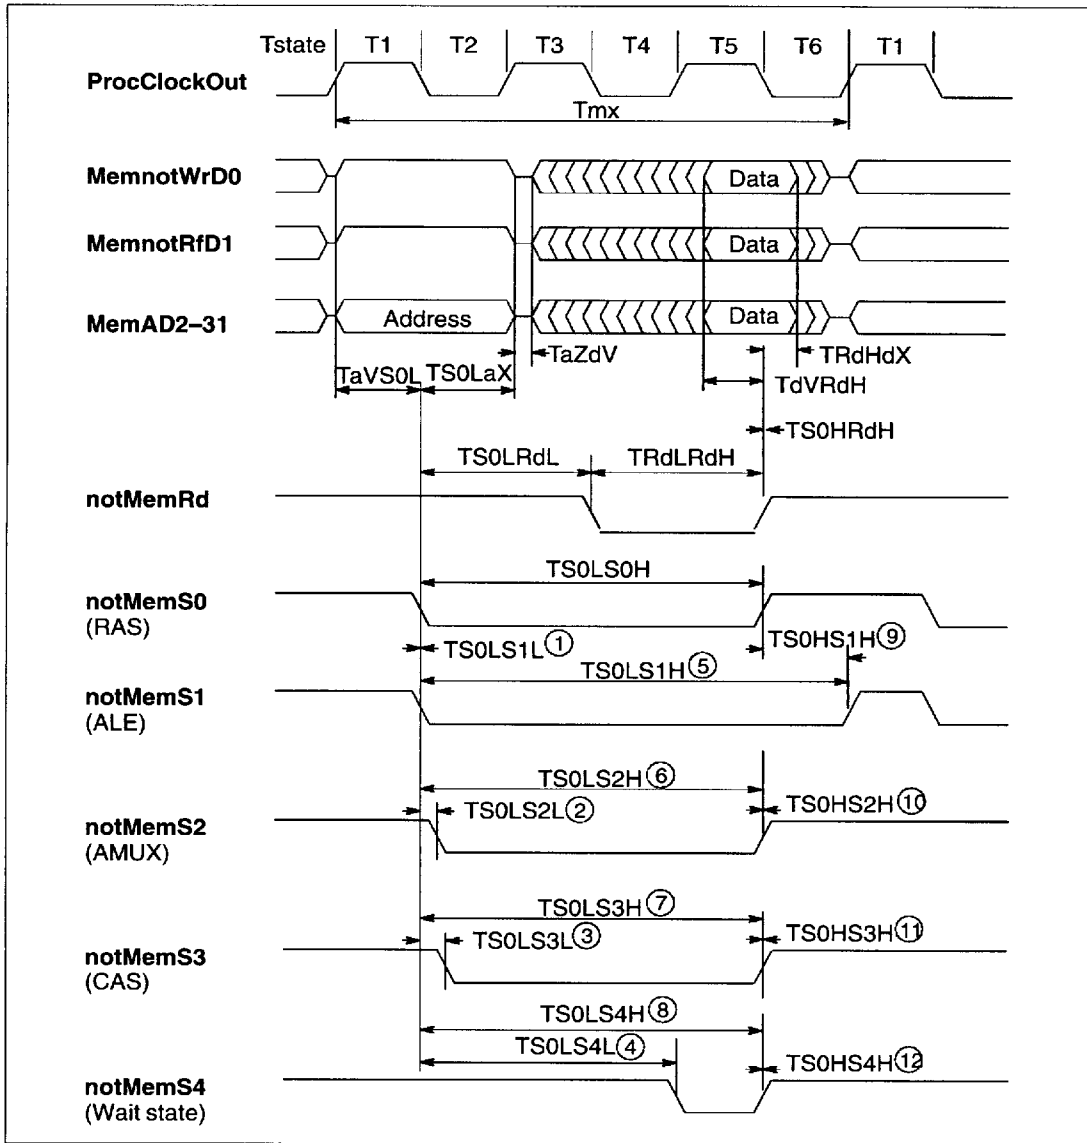 Tstate T1 T2 T3 T4 T5 T6 T1
ProcClockOut
Tmx
MemnotWrD0 Data
MemnotRfD1 Data
MemAD2–31 Address Data
TaZdV TRdHdX
TaVS0L TS0LaX TdVRdH
TS0HRdH
TS0LRdL TRdLRdH
notMemRd
TS0LS0H
notMemS0
(RAS)
TS0LS1L① TS0HS1H⑨
TS0LS1H⑤
notMemS1
(ALE)
TS0LS2H⑥
TS0LS2L② TS0HS2H⑩
notMemS2
(AMUX)
TS0LS3H⑦
TS0LS3L③ TS0HS3H⑪
notMemS3
(CAS)
TS0LS4H⑧
TS0LS4L④ TS0HS4H⑫
notMemS4
(Wait state)